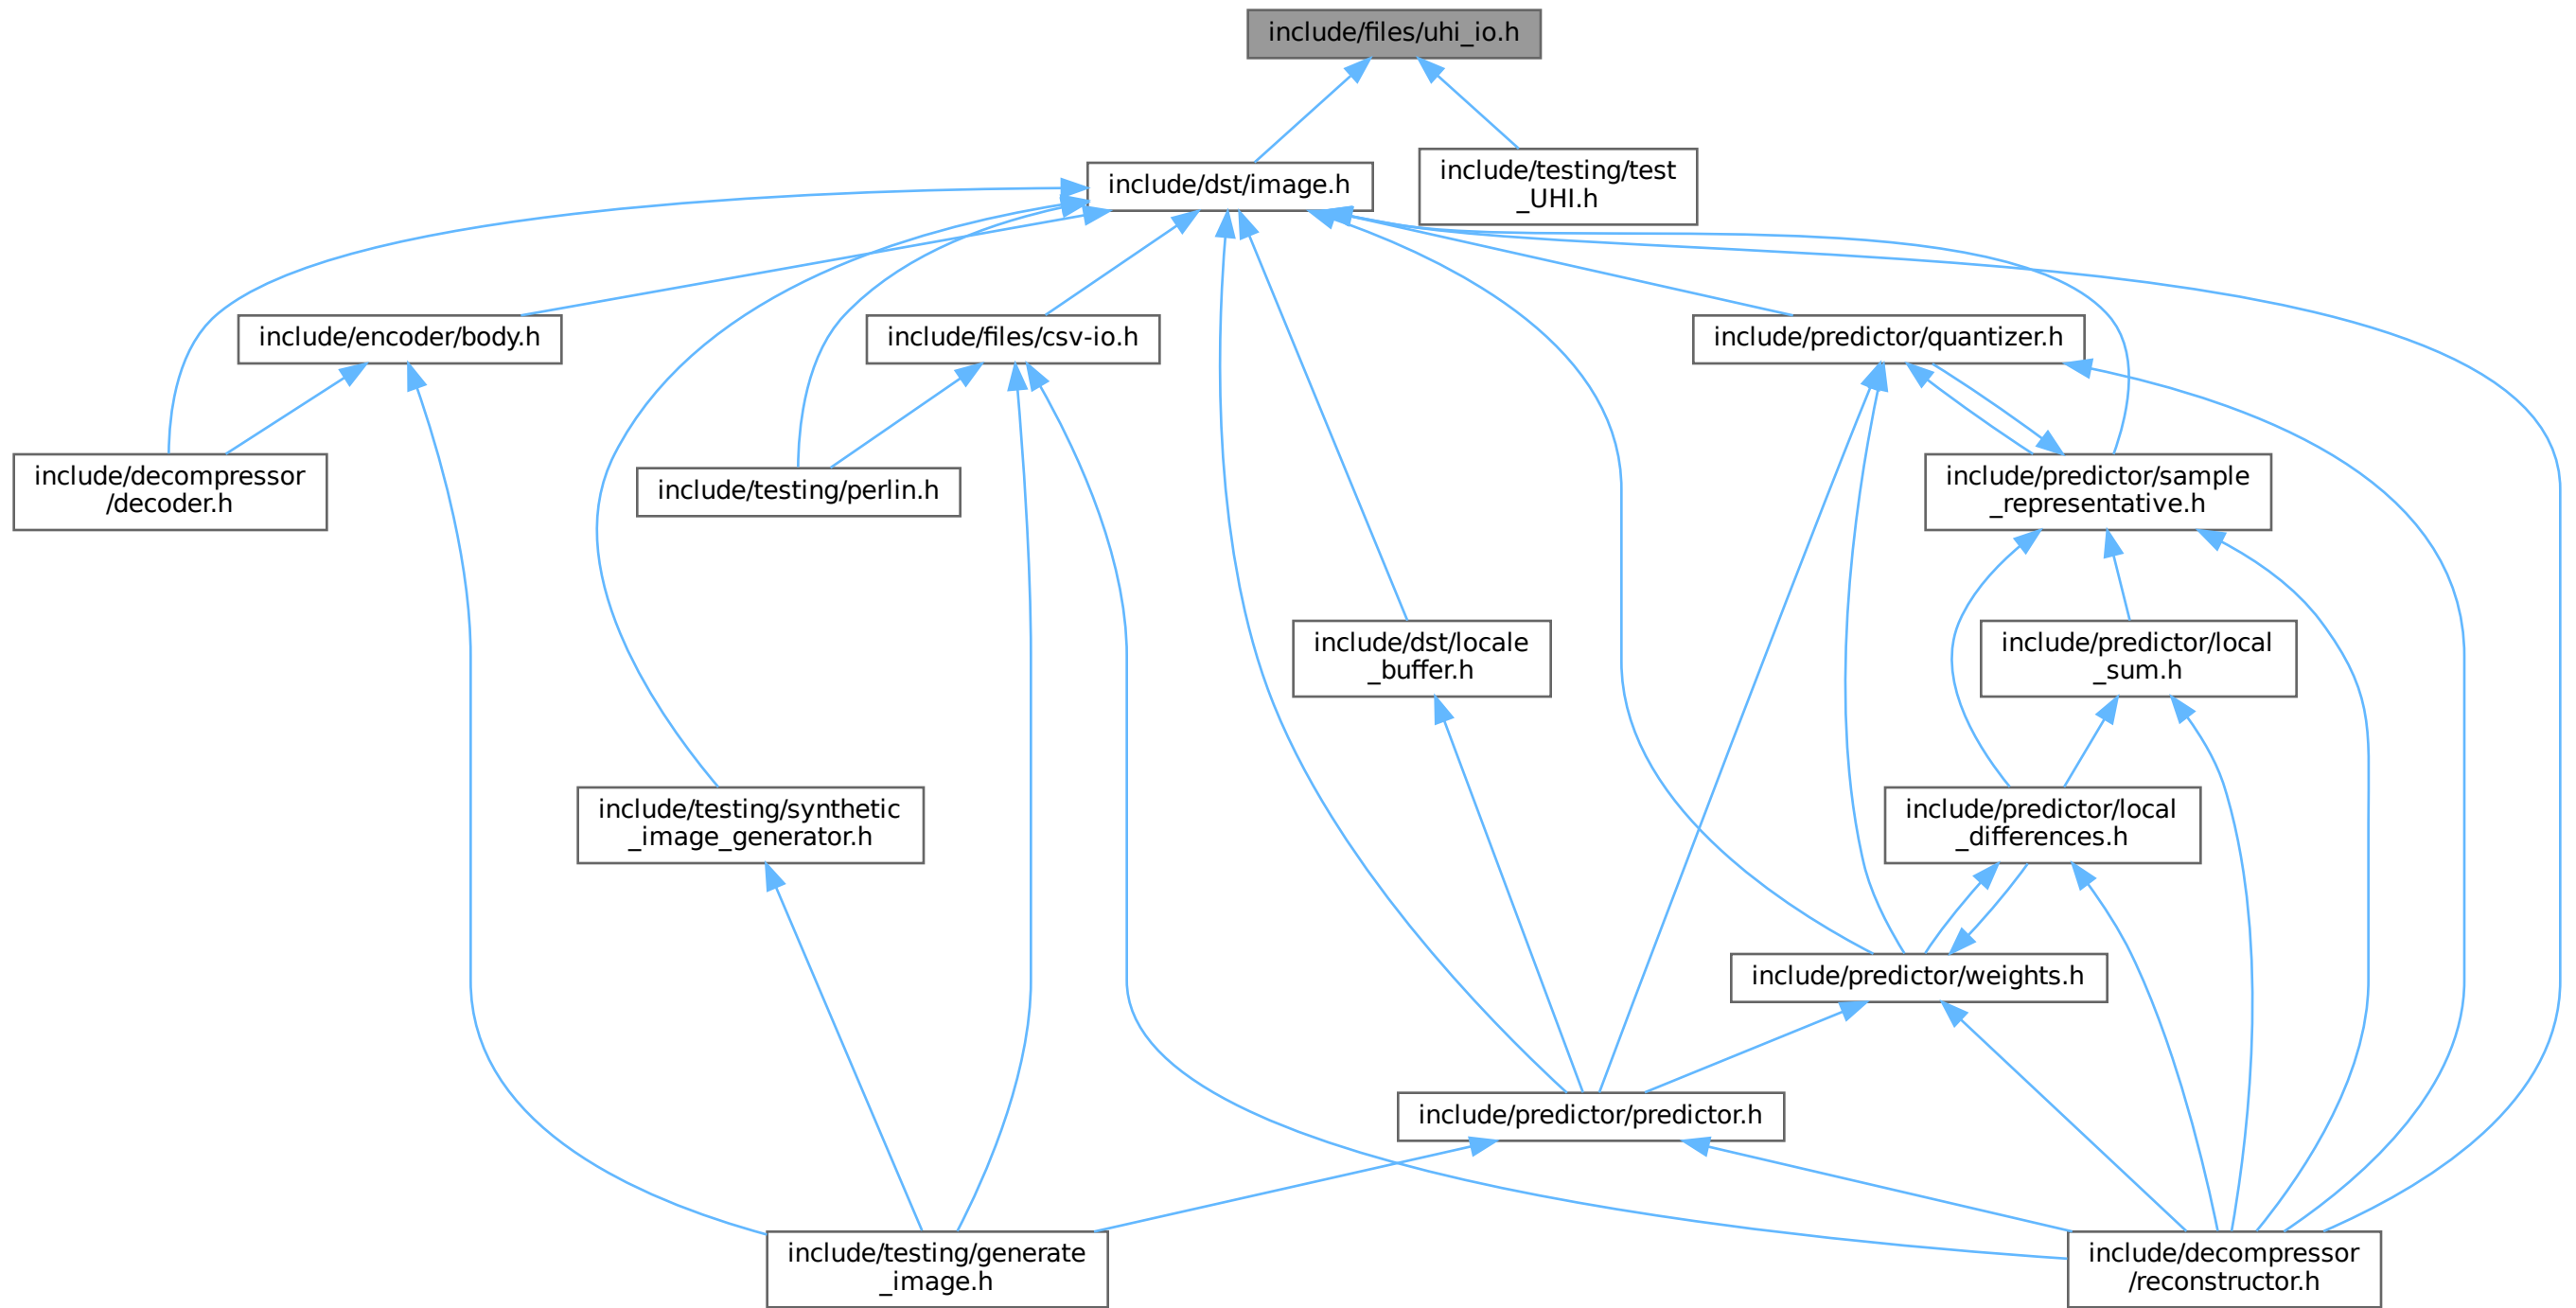 include/files/uhi_io.h
include/dst/image.h
include/testing/test
_UHI.h
include/encoder/body.h
include/files/csv-io.h
include/predictor/quantizer.h
include/decompressor
/decoder.h
include/testing/perlin.h
include/predictor/sample
_representative.h
include/dst/locale
_buffer.h
include/predictor/local
_sum.h
include/testing/synthetic
_image_generator.h
include/predictor/local
_differences.h
include/predictor/weights.h
include/predictor/predictor.h
include/testing/generate
_image.h
include/decompressor
/reconstructor.h